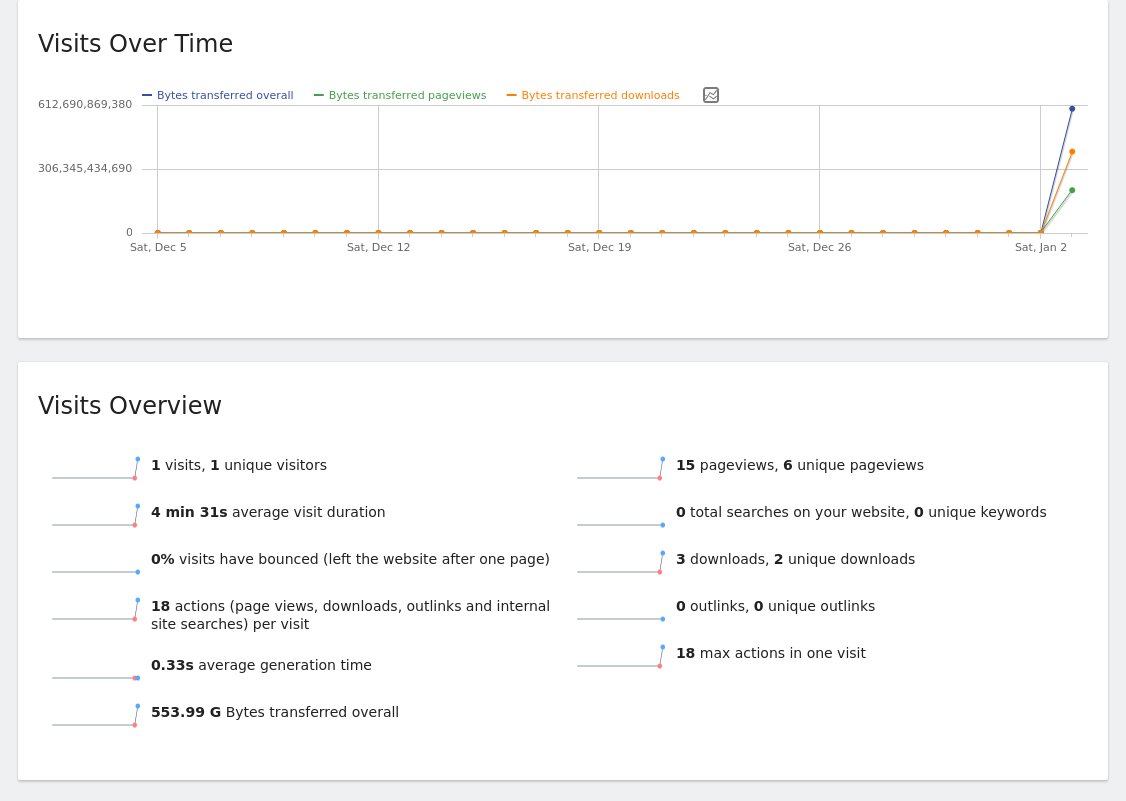 Visits Over Time
Bytes transferred overall Bytes transferred pageviews Bytes transferred downloads
612,690,869,380
306,345,434,690
0
Sat, Dec 5 Sat, Dec 12 Sat, Dec 19 Sat, Dec 26 Sat, Jan 2
Visits Overview
1 visits, 1 unique visitors
4 min 31s average visit duration
0% visits have bounced (left the website after one page)
18 actions (page views, downloads, outlinks and internal
site searches) per visit
0.33s average generation time
553.99 G Bytes transferred overall
15 pageviews, 6 unique pageviews
0 total searches on your website, 0 unique keywords
3 downloads, 2 unique downloads
0 outlinks, 0 unique outlinks
18 max actions in one visit